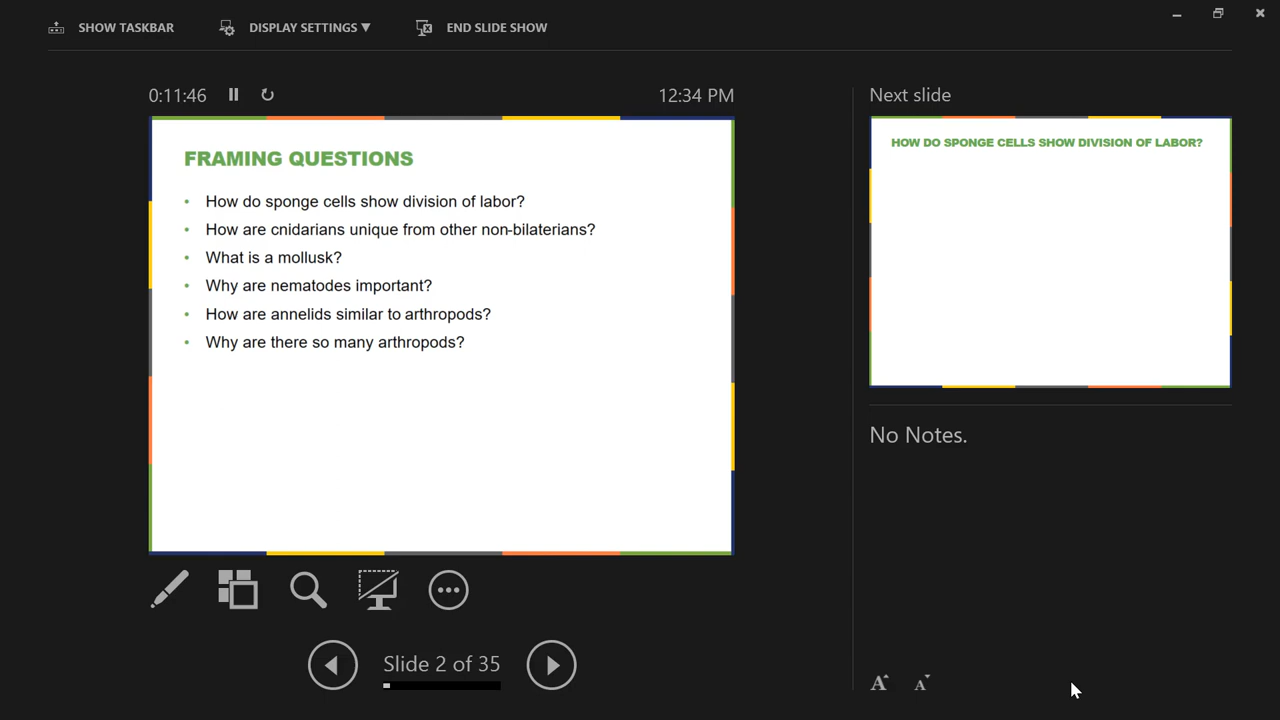 SHOW TASKBAR
DISPLAY SETTINGS ▼
END SLIDE SHOW
0:11:46
12:34 PM
FRAMING QUESTIONS
• How do sponge cells show division of labor?
• How are cnidarians unique from other non-bilaterians?
• What is a mollusk?
• Why are nematodes important?
• How are annelids similar to arthropods?
• Why are there so many arthropods?
Slide 2 of 35
Next slide
HOW DO SPONGE CELLS SHOW DIVISION OF LABOR?
No Notes.
A A